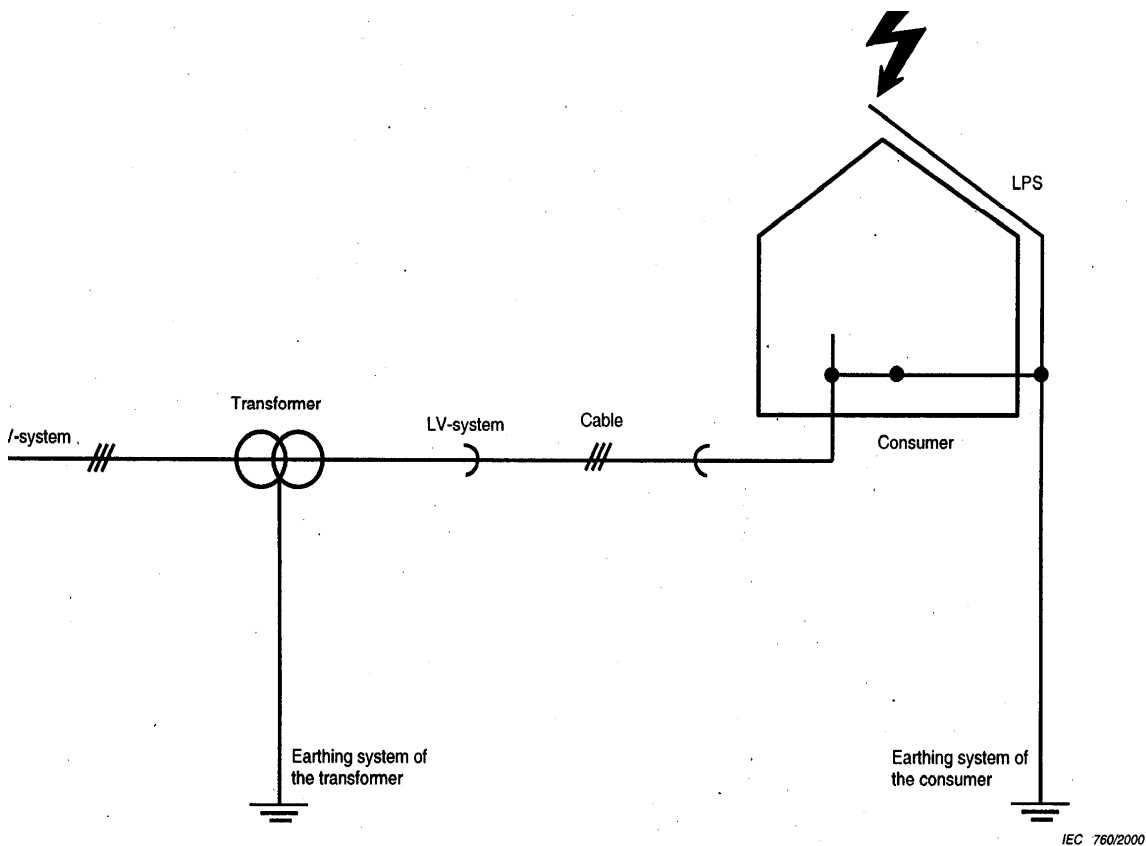 LPS
Transformer
/-system
LV-system
Cable
Consumer
Earthing system of
the transformer
Earthing system of
the consumer
IEC 760/2000